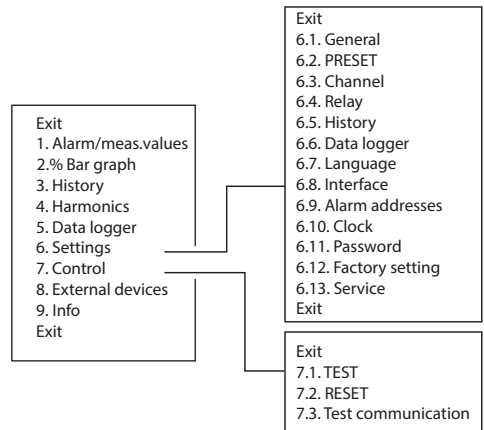 Exit
1. Alarm/meas.values
2.% Bar graph
3. History
4. Harmonics
5. Data logger
6. Settings
7. Control
8. External devices
9. Info
Exit
Exit
6.1. General
6.2. PRESET
6.3. Channel
6.4. Relay
6.5. History
6.6. Data logger
6.7. Language
6.8. Interface
6.9. Alarm addresses
6.10. Clock
6.11. Password
6.12. Factory setting
6.13. Service
Exit
Exit
7.1. TEST
7.2. RESET
7.3. Test communication